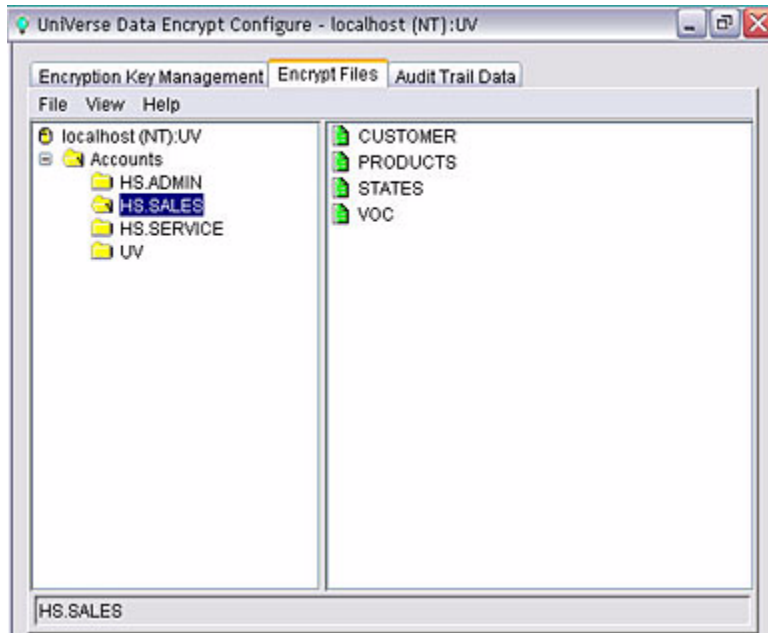 UniVerse Data Encrypt Configure - localhost (NT):UV
Encryption Key Management Encrypt Files Audit Trail Data
File View Help
localhost (NT):UV
Accounts
HS.ADMIN
HS.SALES
HS.SERVICE
UV
CUSTOMER
PRODUCTS
STATES
VOC
HS.SALES